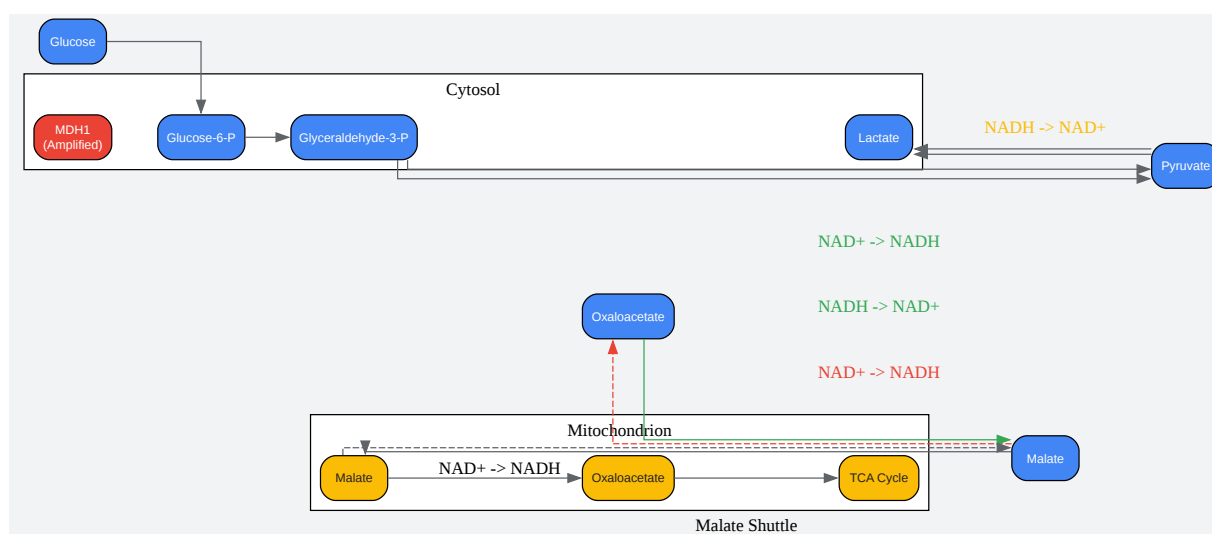 Glucose
Cytosol
MDH1
(Amplified)
Glucose-6-P
Glyceraldehyde-3-P
Lactate
NADH -> NAD+
Pyruvate
NAD+ -> NADH
NADH -> NAD+
Oxaloacetate
NAD+ -> NADH
Mitochondrion
Malate
NAD+ -> NADH
Oxaloacetate
TCA Cycle
Malate
Malate Shuttle